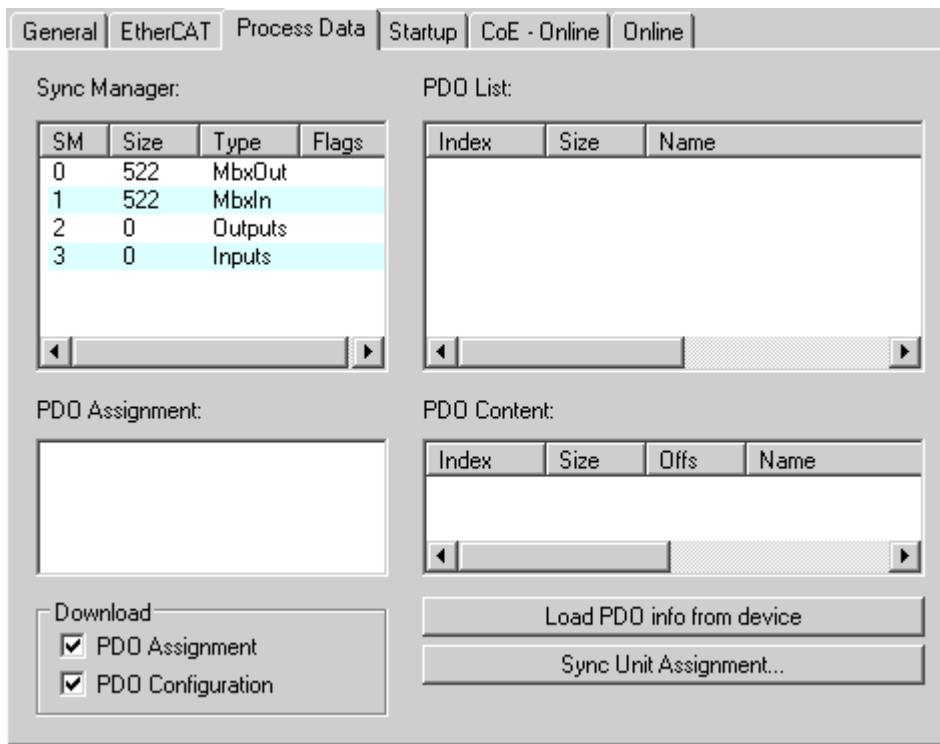 General EtherCAT Process Data Startup CoE - Online Online
Sync Manager:
SM Size Type Flags
0 522 MbxOut
1 522 MbxIn
2 0 Outputs
3 0 Inputs
PDO List:
Index Size Name
PDO Assignment:
PDO Content:
Index Size Offs Name
Download
PDO Assignment
PDO Configuration
Load PDO info from device
Sync Unit Assignment...